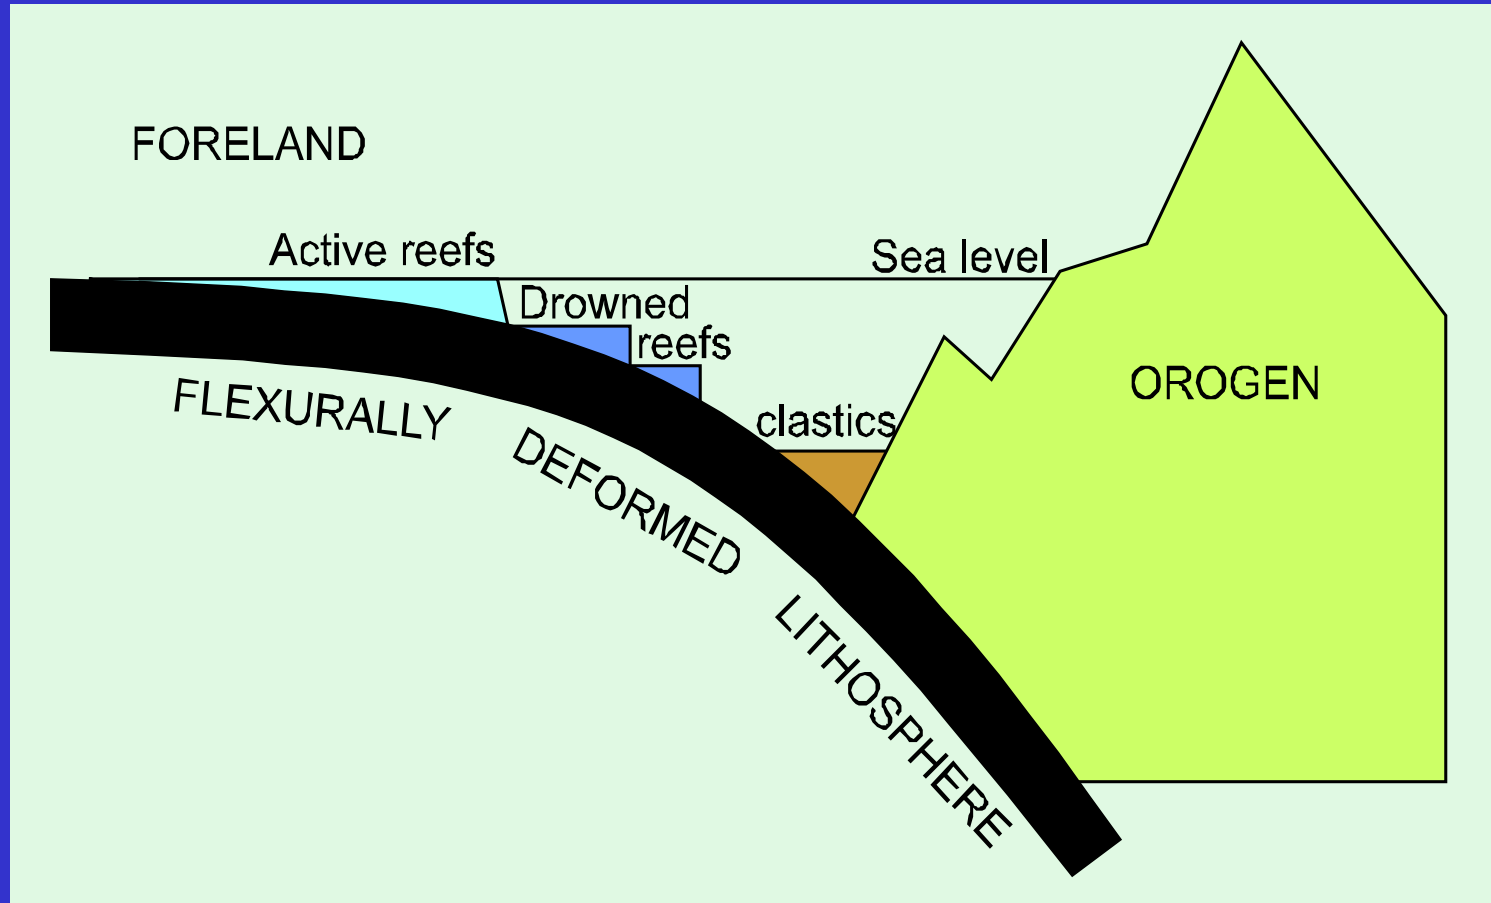 FORELAND
Active reefs
Sea level
Drowned
reefs
clastics
OROGEN
FLEXURALLY
DEFORMED
LITHOSPHERE